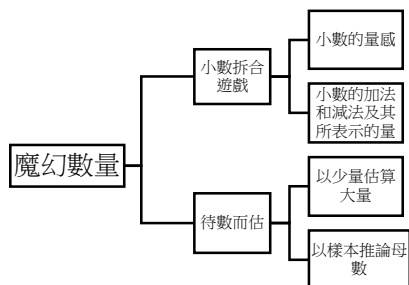 魔幻數量
小數拆合
遊戲
小數的量感
小數的加法
和減法及其
所表示的量
待數而估
以少量估算
大量
以樣本推論母
數